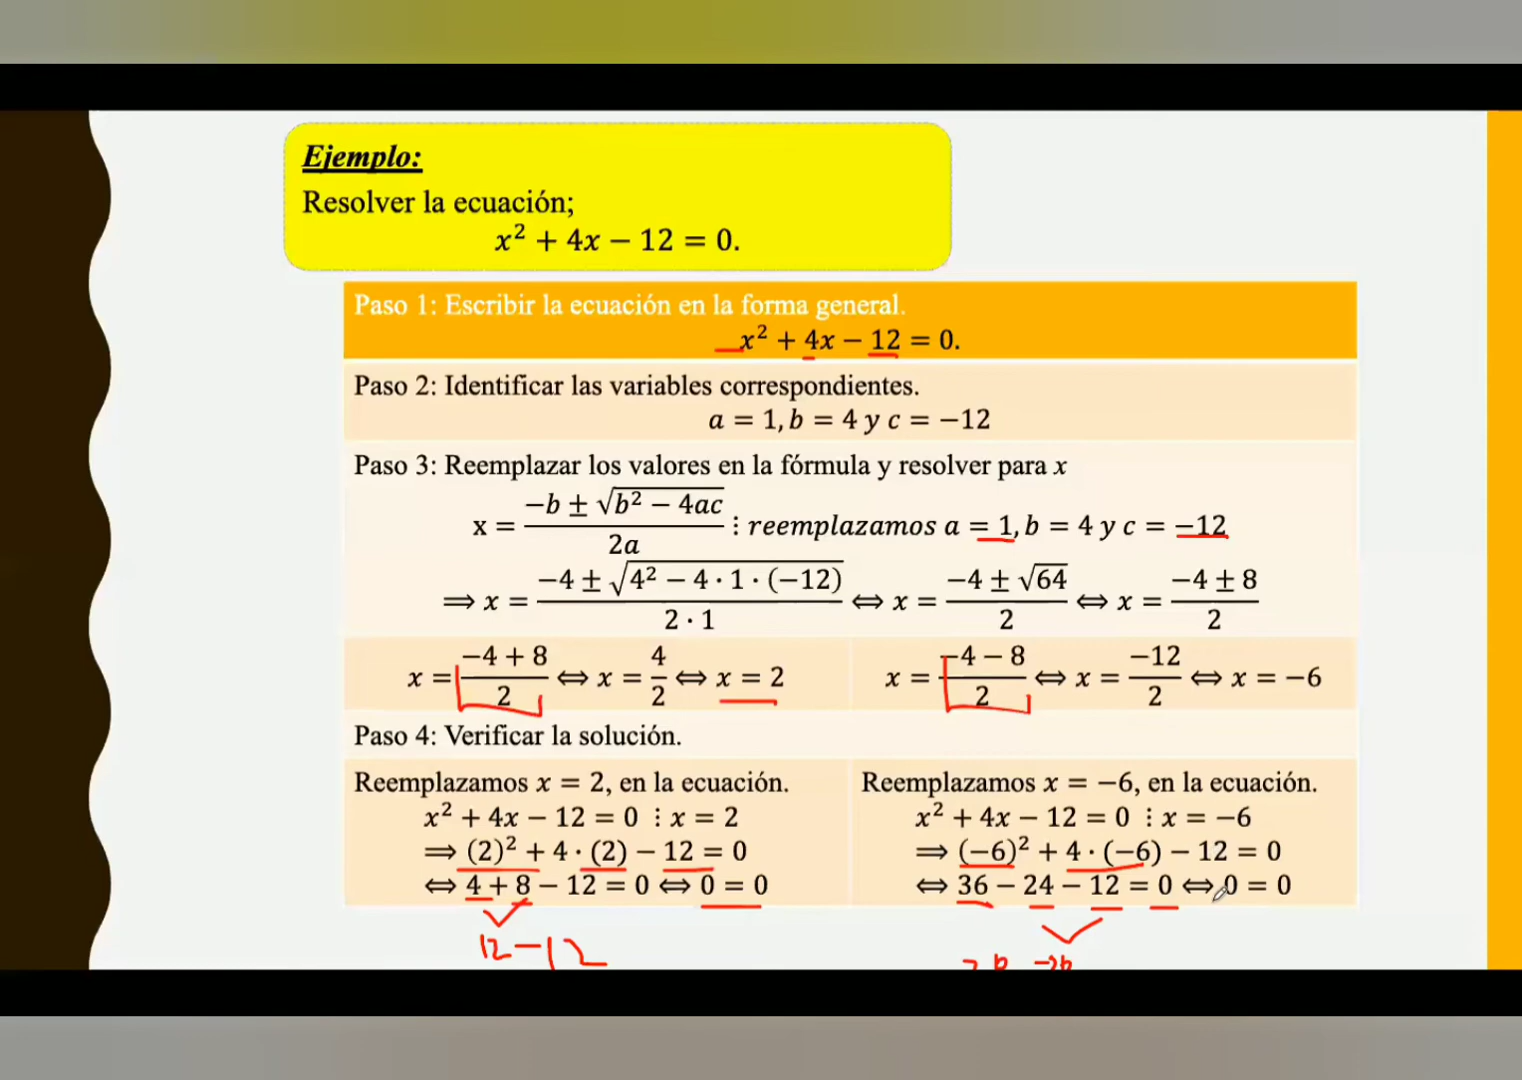 Ejemplo:
Resolver la ecuación;
x² + 4x − 12 = 0.
Paso 1: Escribir la ecuación en la forma general.
x² + 4x − 12 = 0.
Paso 2: Identificar las variables correspondientes.
a = 1, b = 4 y c = −12
Paso 3: Reemplazar los valores en la fórmula y resolver para x
x = (−b ± √(b² − 4ac)) / 2a ⋮ reemplazamos a = 1, b = 4 y c = −12
⟹ x = (−4 ± √(4² − 4 · 1 · (−12))) / (2 · 1) ⟺ x = (−4 ± √64) / 2 ⟺ x = (−4 ± 8) / 2
x = (−4 + 8) / 2 ⟺ x = 4/2 ⟺ x = 2
x = (−4 − 8) / 2 ⟺ x = −12/2 ⟺ x = −6
Paso 4: Verificar la solución.
Reemplazamos x = 2, en la ecuación.
x² + 4x − 12 = 0 ⋮ x = 2
⟹ (2)² + 4 · (2) − 12 = 0
⟺ 4 + 8 − 12 = 0 ⟺ 0 = 0
12 − 12
Reemplazamos x = −6, en la ecuación.
x² + 4x − 12 = 0 ⋮ x = −6
⟹ (−6)² + 4 · (−6) − 12 = 0
⟺ 36 − 24 − 12 = 0 ⟺ 0 = 0